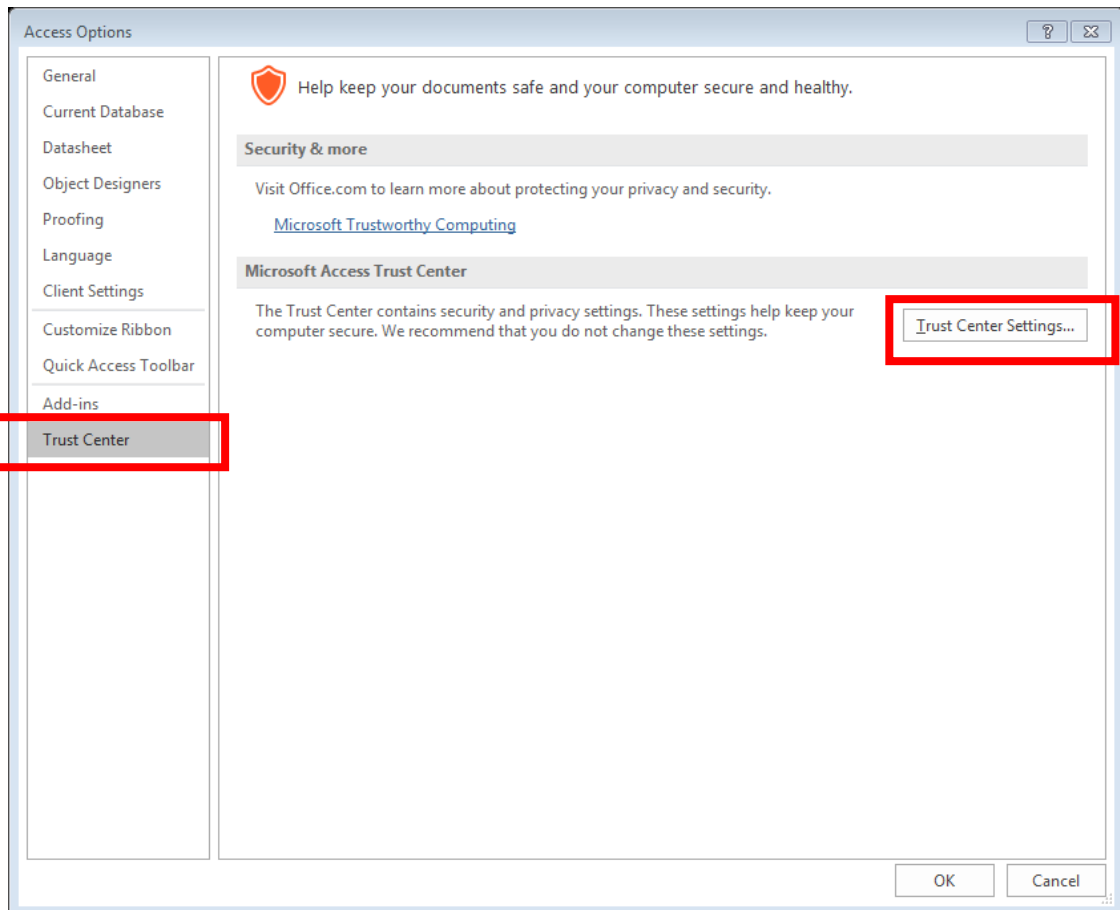 Access Options
General
Current Database
Datasheet
Object Designers
Proofing
Language
Client Settings
Customize Ribbon
Quick Access Toolbar
Add-ins
Trust Center
Help keep your documents safe and your computer secure and healthy.
Security & more
Visit Office.com to learn more about protecting your privacy and security.
Microsoft Trustworthy Computing
Microsoft Access Trust Center
The Trust Center contains security and privacy settings. These settings help keep your
computer secure. We recommend that you do not change these settings.
Trust Center Settings...
OK
Cancel